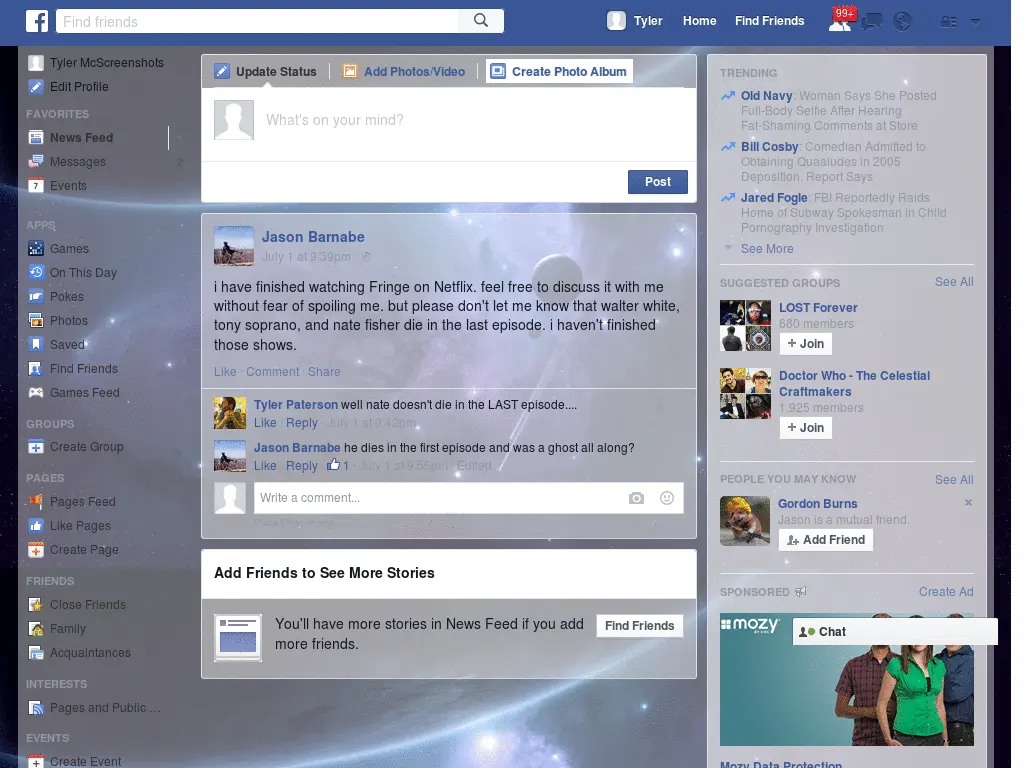 f
Find friends
Tyler
Home
Find Friends
99+
Tyler McScreenshots
Edit Profile
FAVORITES
News Feed
Messages
2
Events
APPS
Games
On This Day
Pokes
Photos
Saved
Find Friends
Games Feed
GROUPS
Create Group
PAGES
Pages Feed
Like Pages
Create Page
FRIENDS
Close Friends
Family
Acquaintances
INTERESTS
Pages and Public ...
EVENTS
Create Event
Update Status
Add Photos/Video
Create Photo Album
What's on your mind?
Post
Jason Barnabe
July 1 at 9:39pm ·
i have finished watching Fringe on Netflix. feel free to discuss it with me
without fear of spoiling me. but please don't let me know that walter white,
tony soprano, and nate fisher die in the last episode. i haven't finished
those shows.
Like · Comment · Share
Tyler Paterson well nate doesn't die in the LAST episode....
Like · Reply · July 1 at 9:42pm
Jason Barnabe he dies in the first episode and was a ghost all along?
Like · Reply · 1 · July 1 at 9:55pm · Edited
Write a comment...
Add Friends to See More Stories
You'll have more stories in News Feed if you add
more friends.
Find Friends
TRENDING
Old Navy: Woman Says She Posted
Full-Body Selfie After Hearing
Fat-Shaming Comments at Store
Bill Cosby: Comedian Admitted to
Obtaining Quaaludes in 2005
Deposition, Report Says
Jared Fogle: FBI Reportedly Raids
Home of Subway Spokesman in Child
Pornography Investigation
See More
SUGGESTED GROUPS
See All
LOST Forever
680 members
+ Join
Doctor Who - The Celestial
Craftmakers
1,925 members
+ Join
PEOPLE YOU MAY KNOW
See All
Gordon Burns
Jason is a mutual friend.
Add Friend
SPONSORED
Create Ad
mozy
Chat
Mozy Data Protection